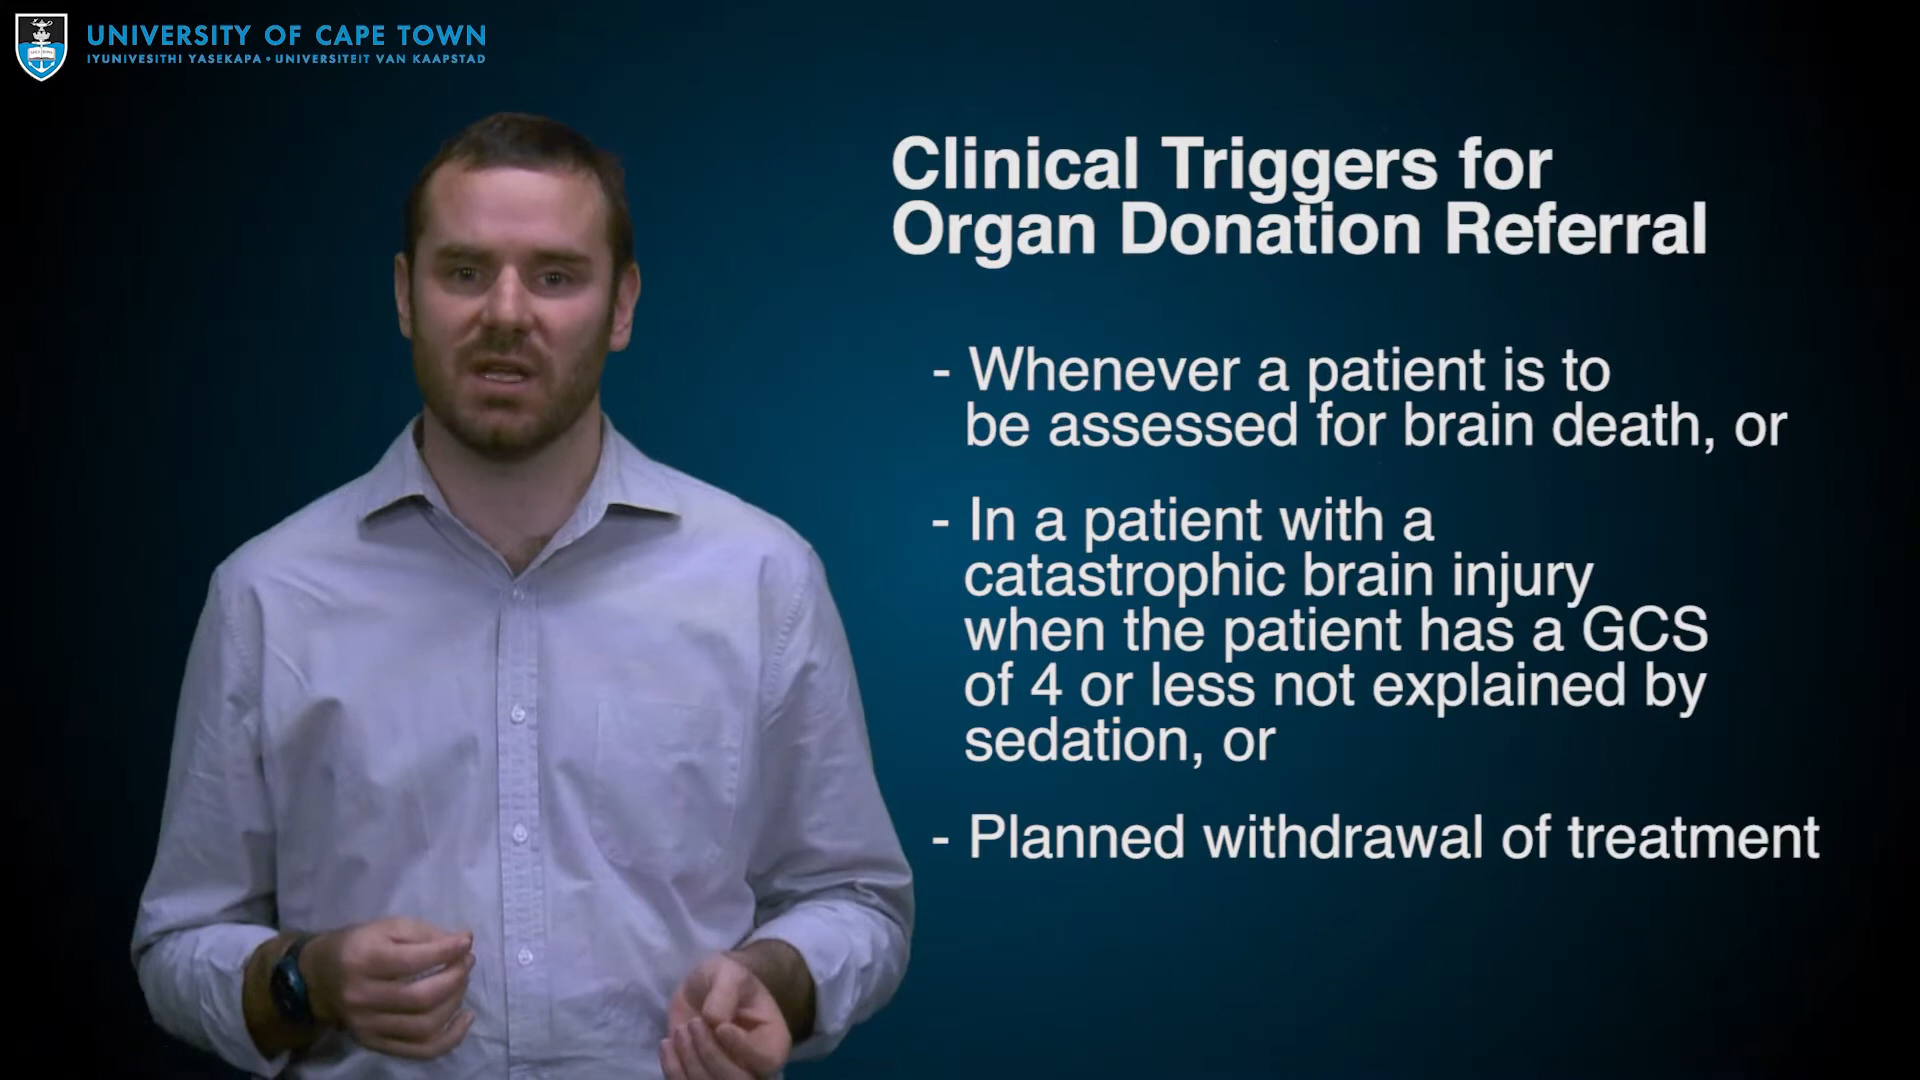 UNIVERSITY OF CAPE TOWN
IYUNIVESITHI YASEKAPA • UNIVERSITEIT VAN KAAPSTAD
Clinical Triggers for
Organ Donation Referral
- Whenever a patient is to
be assessed for brain death, or
- In a patient with a
catastrophic brain injury
when the patient has a GCS
of 4 or less not explained by
sedation, or
- Planned withdrawal of treatment